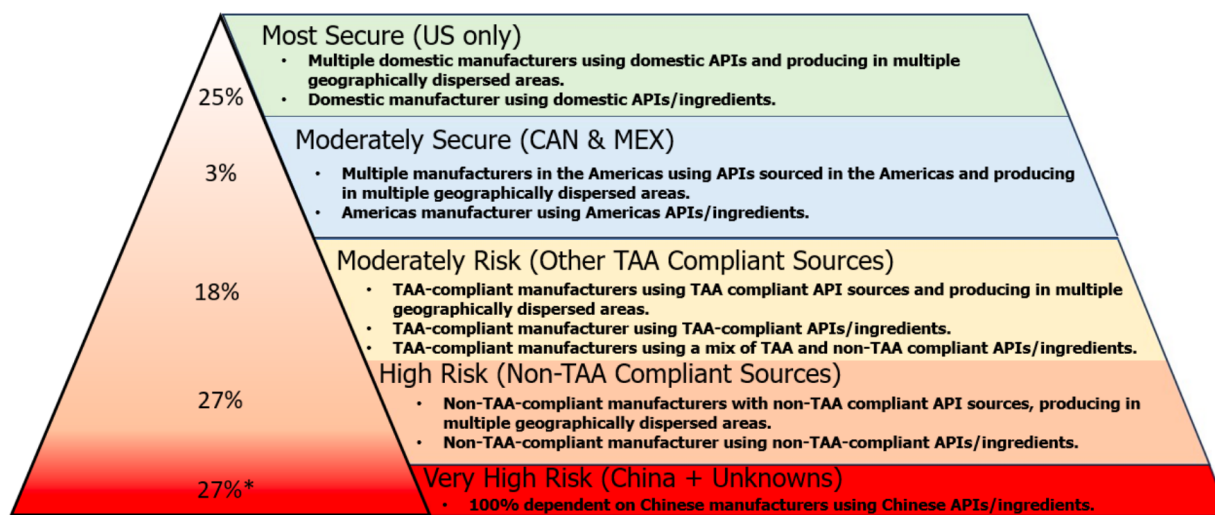 Most Secure (US only)
• Multiple domestic manufacturers using domestic APIs and producing in multiple
geographically dispersed areas.
• Domestic manufacturer using domestic APIs/ingredients.
25%
Moderately Secure (CAN & MEX)
3%
• Multiple manufacturers in the Americas using APIs sourced in the Americas and producing
in multiple geographically dispersed areas.
• Americas manufacturer using Americas APIs/ingredients.
Moderately Risk (Other TAA Compliant Sources)
18%
• TAA-compliant manufacturers using TAA compliant API sources and producing in multiple
geographically dispersed areas.
• TAA-compliant manufacturer using TAA-compliant APIs/ingredients.
• TAA-compliant manufacturers using a mix of TAA and non-TAA compliant APIs/ingredients.
High Risk (Non-TAA Compliant Sources)
27%
• Non-TAA-compliant manufacturers with non-TAA compliant API sources, producing in
multiple geographically dispersed areas.
• Non-TAA-compliant manufacturer using non-TAA-compliant APIs/ingredients.
Very High Risk (China + Unknowns)
27%*
• 100% dependent on Chinese manufacturers using Chinese APIs/ingredients.